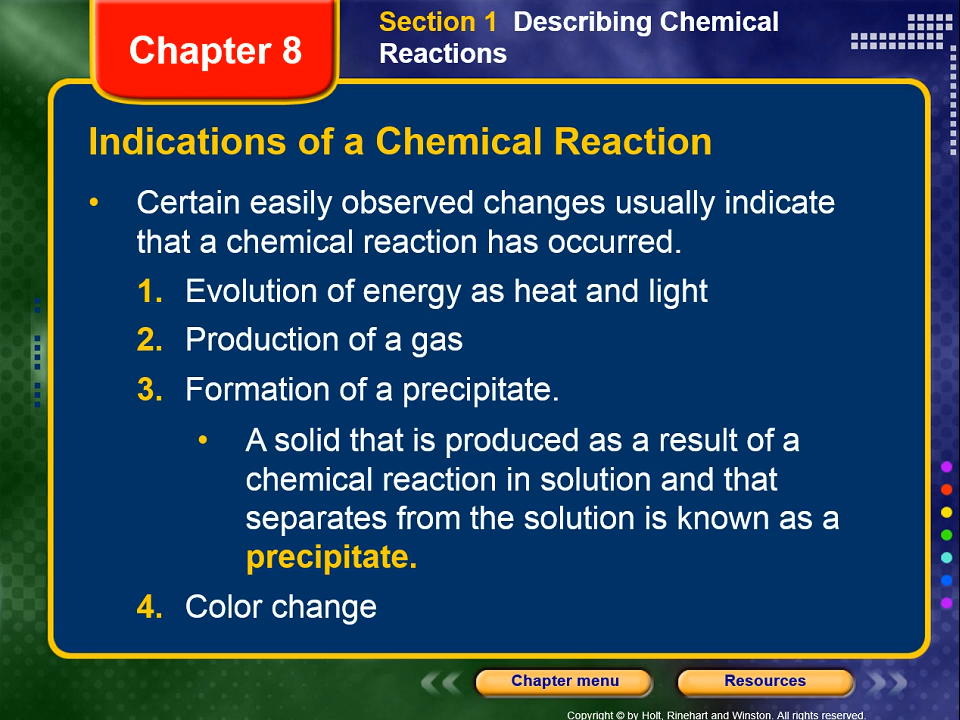 Chapter 8
Section 1 Describing Chemical
Reactions
Indications of a Chemical Reaction
• Certain easily observed changes usually indicate
that a chemical reaction has occurred.
1. Evolution of energy as heat and light
2. Production of a gas
3. Formation of a precipitate.
• A solid that is produced as a result of a
chemical reaction in solution and that
separates from the solution is known as a
precipitate.
4. Color change
Chapter menu
Resources
Copyright © by Holt, Rinehart and Winston. All rights reserved.